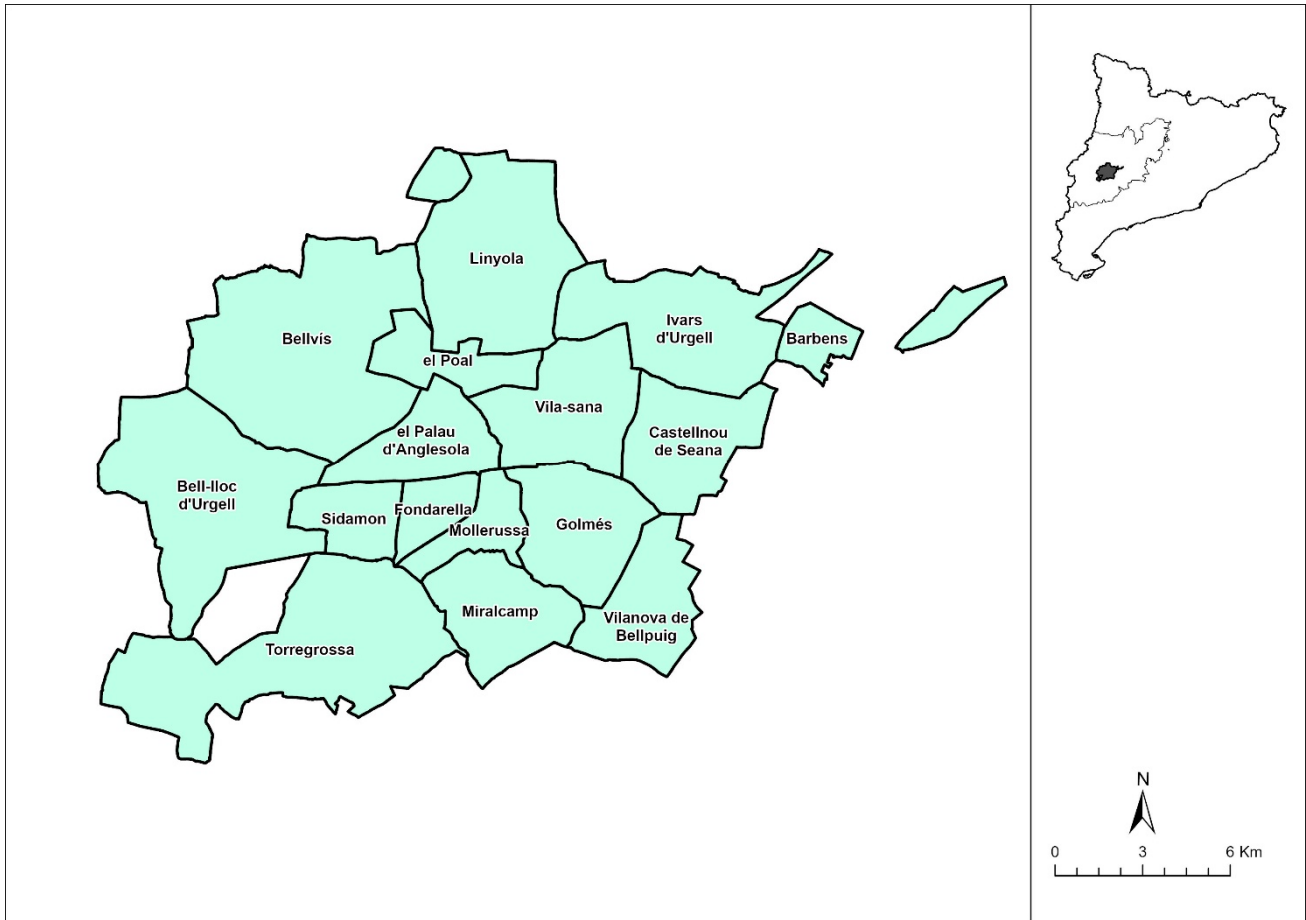 Linyola
Ivars
d'Urgell
Barbens
Bellvís
el Poal
Vila-sana
el Palau
d'Anglesola
Castellnou
de Seana
Bell-lloc
d'Urgell
Sidamon
Fondarella
Mollerussa
Golmés
Miralcamp
Vilanova de
Bellpuig
Torregrossa
N
0 3 6 Km